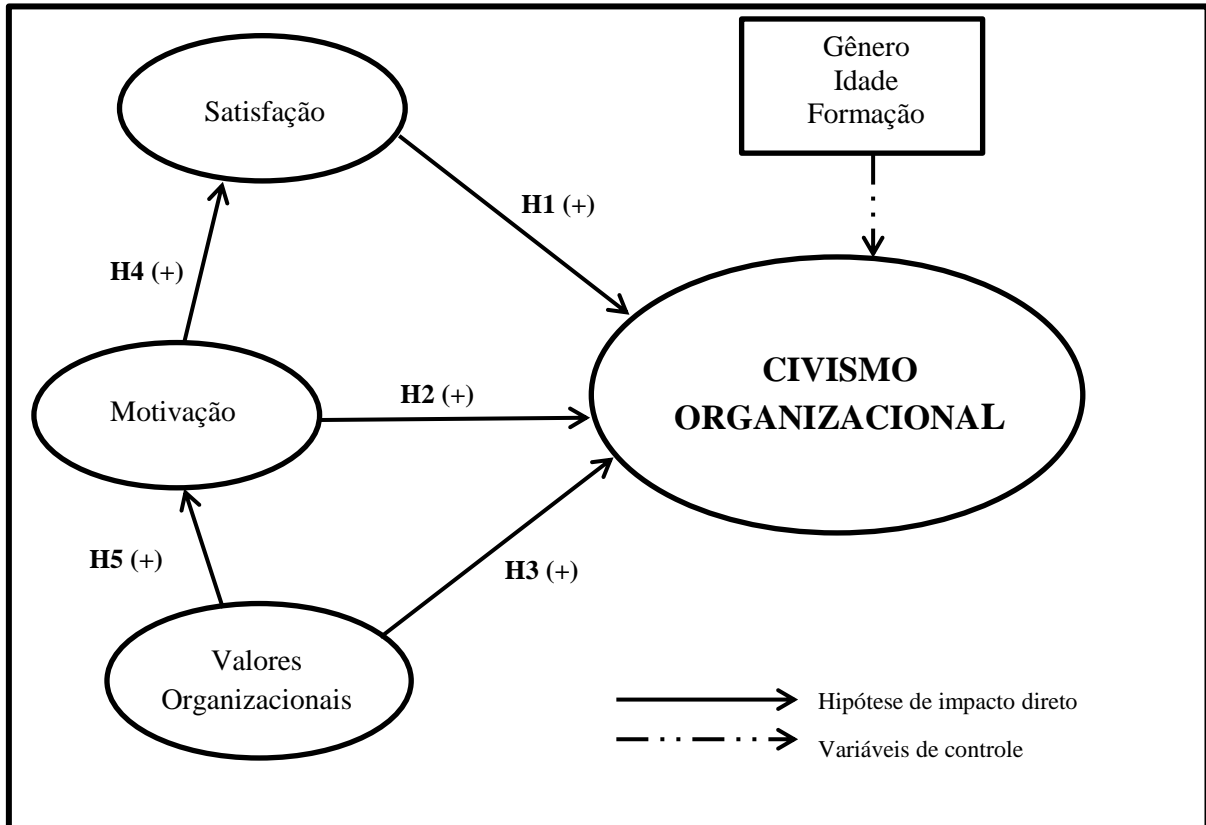 Gênero
Idade
Formação
Satisfação
H1 (+)
H4 (+)
CIVISMO
ORGANIZACIONAL
H2 (+)
Motivação
H5 (+)
H3 (+)
Valores
Organizacionais
Hipótese de impacto direto
Variáveis de controle